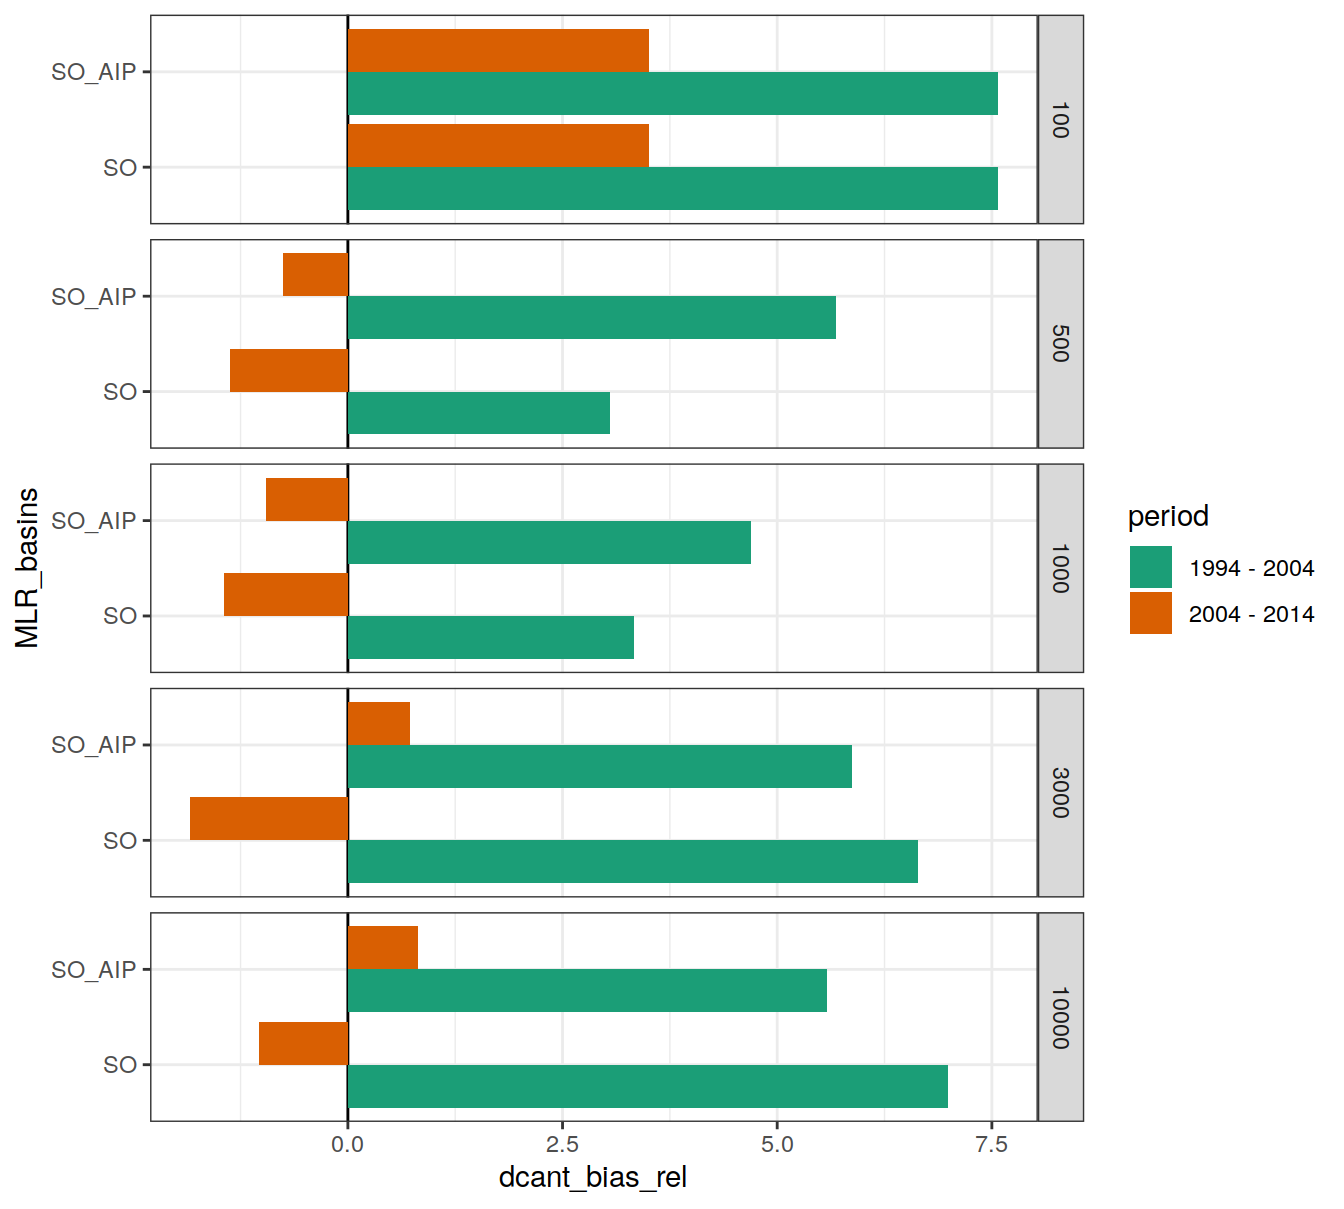 SO_AIP
SO
100
SO_AIP
SO
500
SO_AIP
SO
1000
SO_AIP
SO
3000
SO_AIP
SO
10000
MLR_basins
0.0 2.5 5.0 7.5
dcant_bias_rel
period
1994 - 2004
2004 - 2014